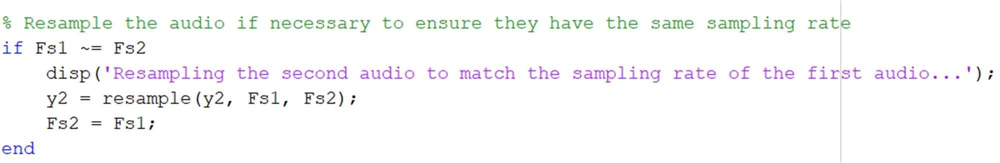 % Resample the audio if necessary to ensure they have the same sampling rate
if Fs1 ~= Fs2
    disp('Resampling the second audio to match the sampling rate of the first audio...');
    y2 = resample(y2, Fs1, Fs2);
    Fs2 = Fs1;
end